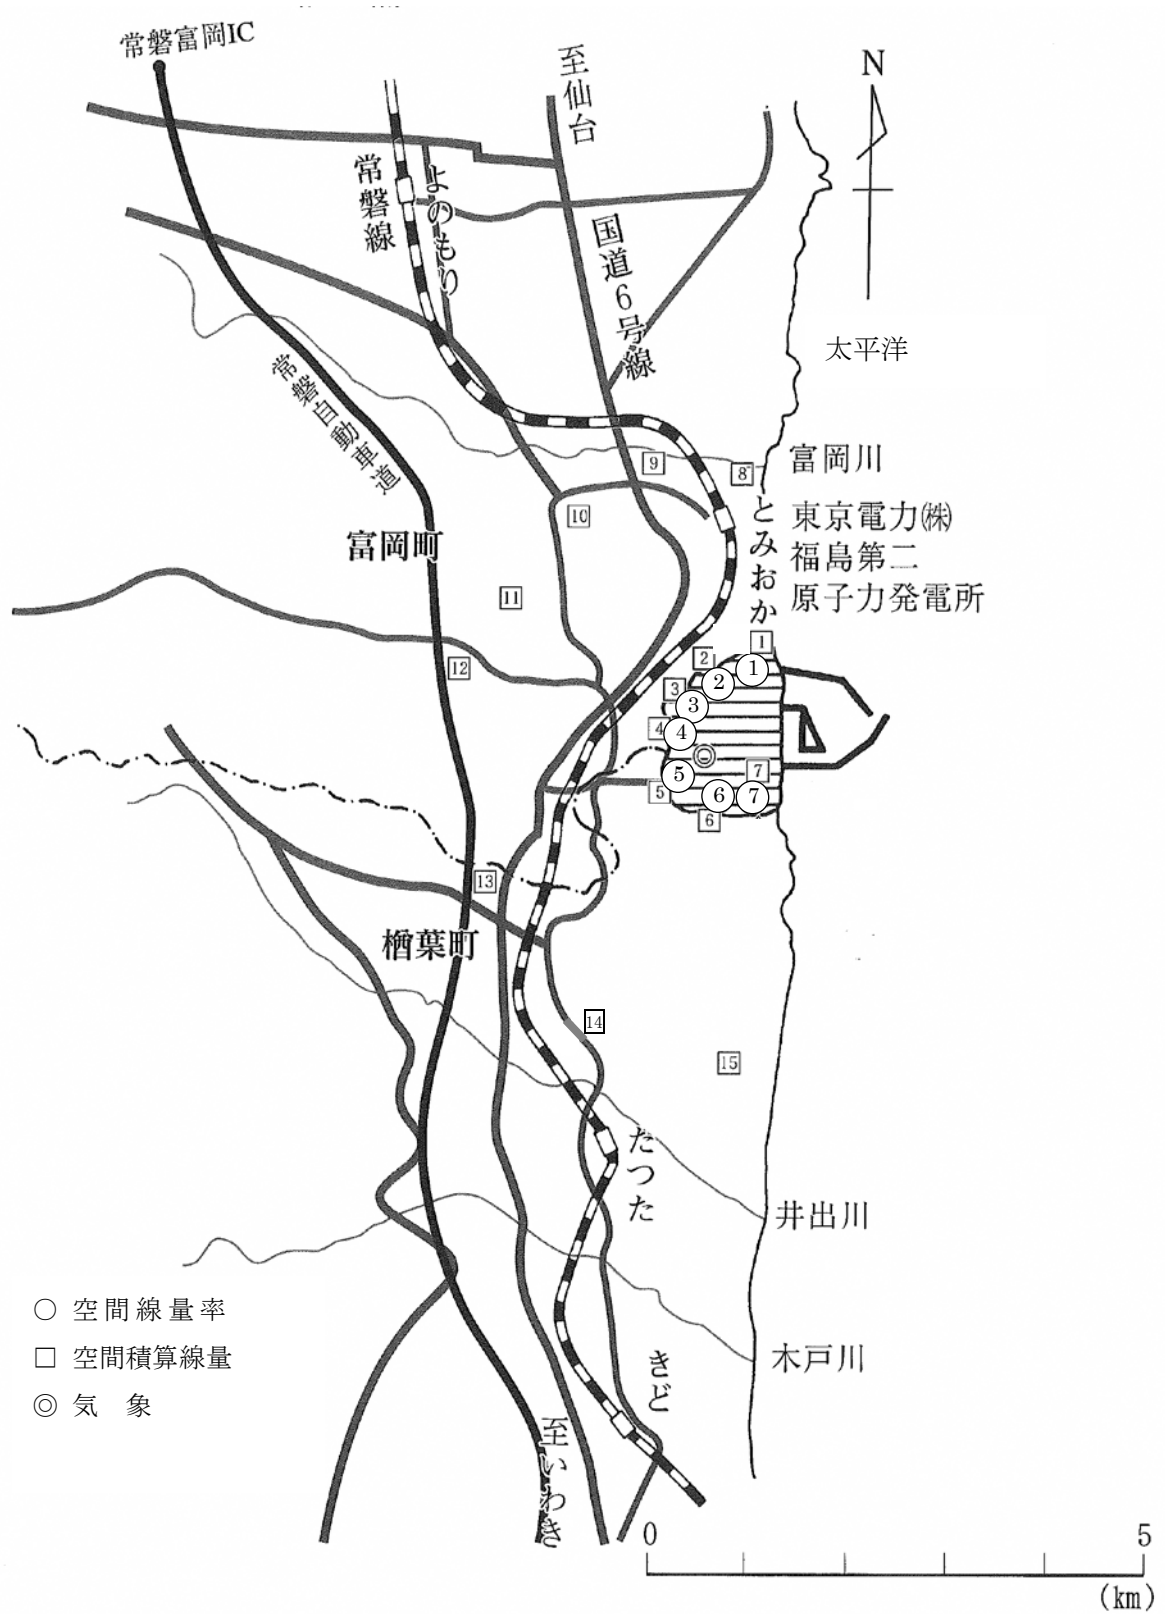 常磐富岡IC
至仙台
N
常磐線
よのもり
国道6号線
太平洋
常磐自動車道
富岡川
9
8
とみおか
東京電力㈱
福島第二
原子力発電所
10
富岡町
11
12
1
2
1
2
3
3
4
4
5
7
5
6
7
6
13
楢葉町
14
15
たつた
井出川
○ 空間線量率
□ 空間積算線量
◎ 気 象
木戸川
きど
至いわき
0
5
(km)